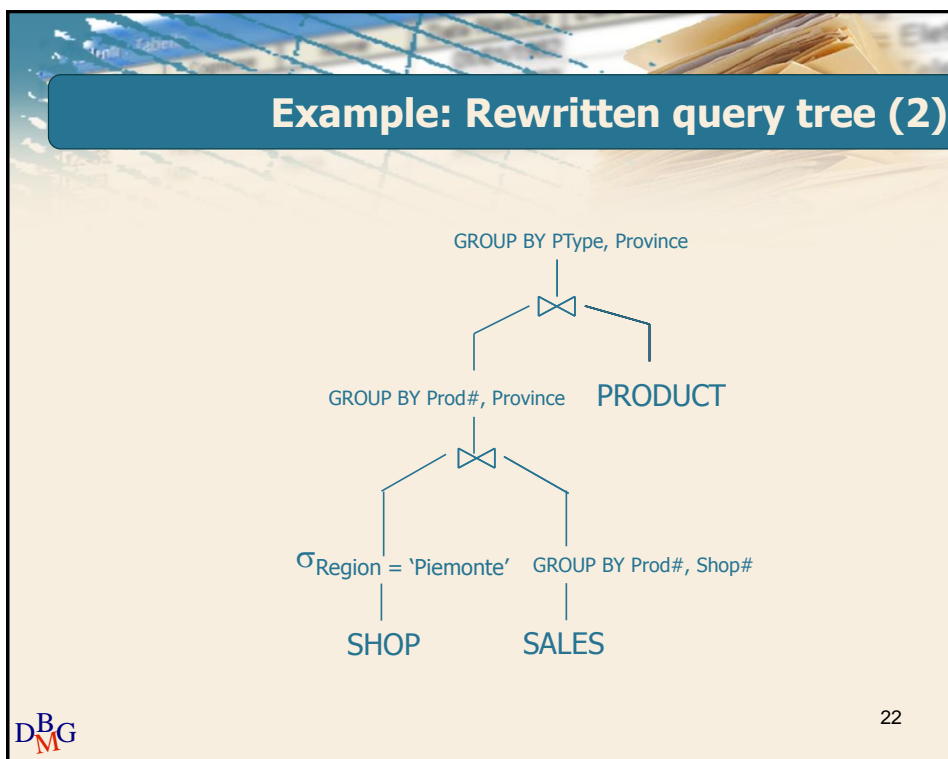 Example: Rewritten query tree (2)
GROUP BY PType, Province
GROUP BY Prod#, Province PRODUCT
σRegion = ‘Piemonte’ GROUP BY Prod#, Shop#
SHOP SALES
DBMG
22